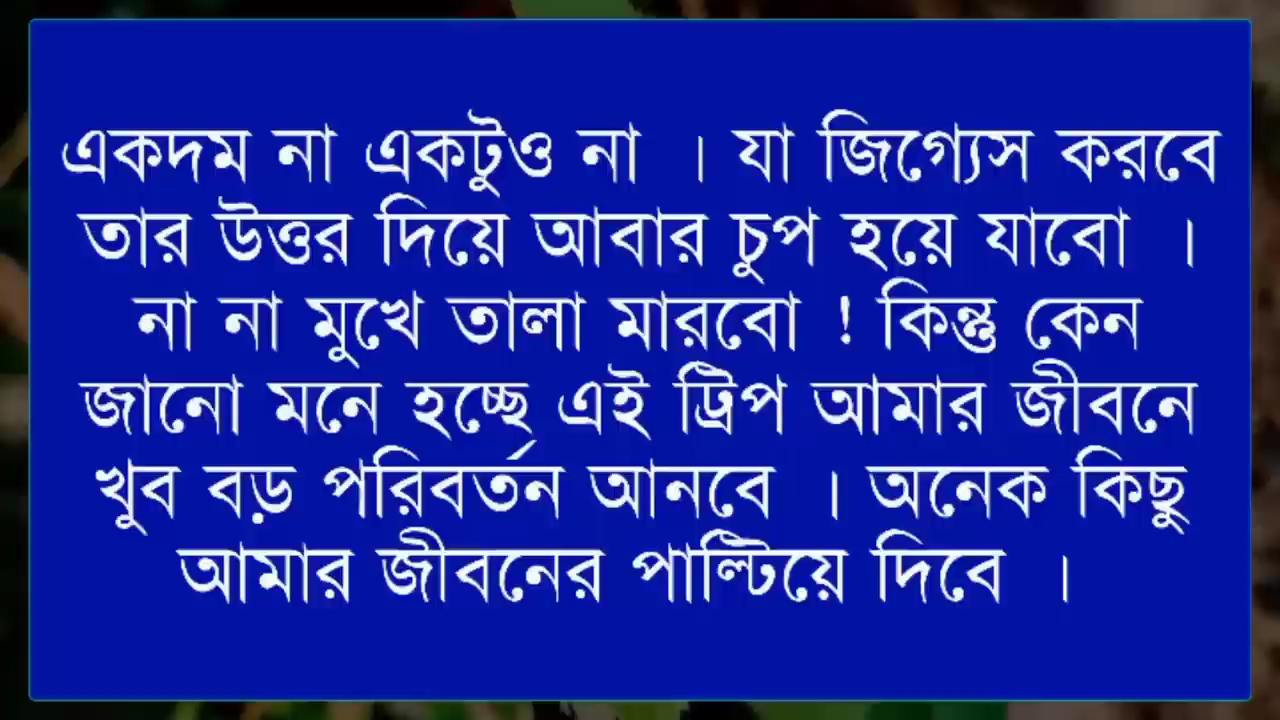 একদম না একটুও না । যা জিগ্যেস করবে
তার উত্তর দিয়ে আবার চুপ হয়ে যাবো ।
না না মুখে তালা মারবো ! কিন্তু কেন
জানো মনে হচ্ছে এই ট্রিপ আমার জীবনে
খুব বড় পরিবর্তন আনবে । অনেক কিছু
আমার জীবনের পাল্টিয়ে দিবে ।